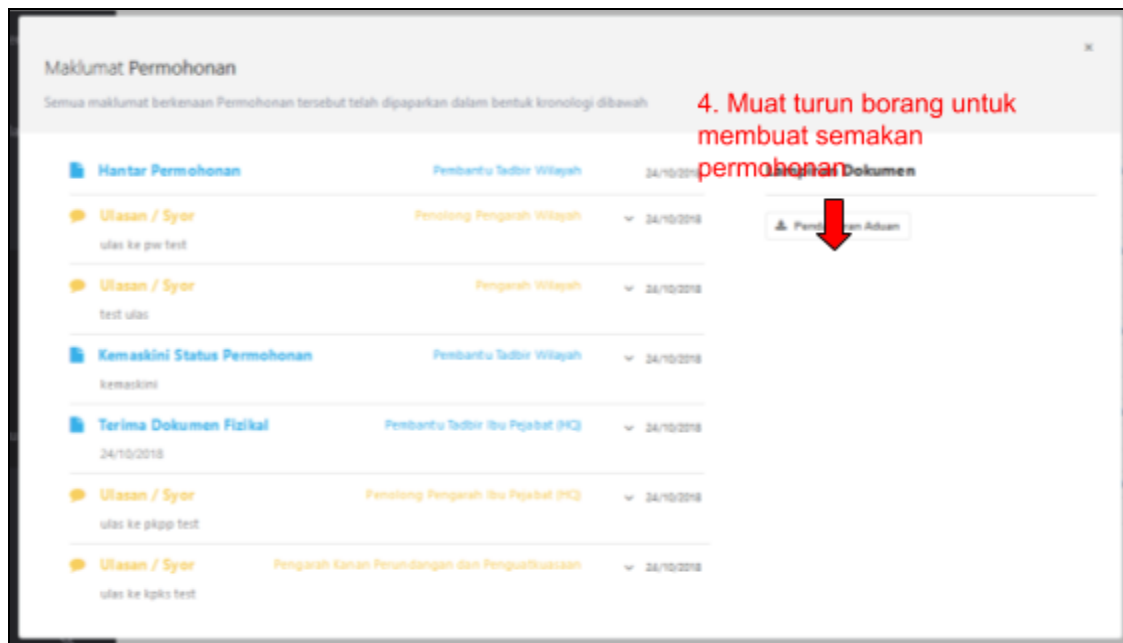 ×
Maklumat Permohonan
Semua maklumat berkenaan Permohonan tersebut telah dipaparkan dalam bentuk kronologi dibawah
4. Muat turun borang untuk
membuat semakan
permohonan
Hantar Permohonan Pembantu Tadbir Wilayah 24/10/2018
Ulasan / Syor Penolong Pengarah Wilayah 24/10/2018
ulas ke pw test
Ulasan / Syor Pengarah Wilayah 24/10/2018
test ulas
Kemaskini Status Permohonan Pembantu Tadbir Wilayah 24/10/2018
kemaskini
Terima Dokumen Fizikal Pembantu Tadbir Ibu Pejabat (HQ) 24/10/2018
24/10/2018
Ulasan / Syor Penolong Pengarah Ibu Pejabat (HQ) 24/10/2018
ulas ke pkpp test
Ulasan / Syor Pengarah Kanan Perundangan dan Penguatkuasaan 24/10/2018
ulas ke kpks test
Lampiran Dokumen
Aduan